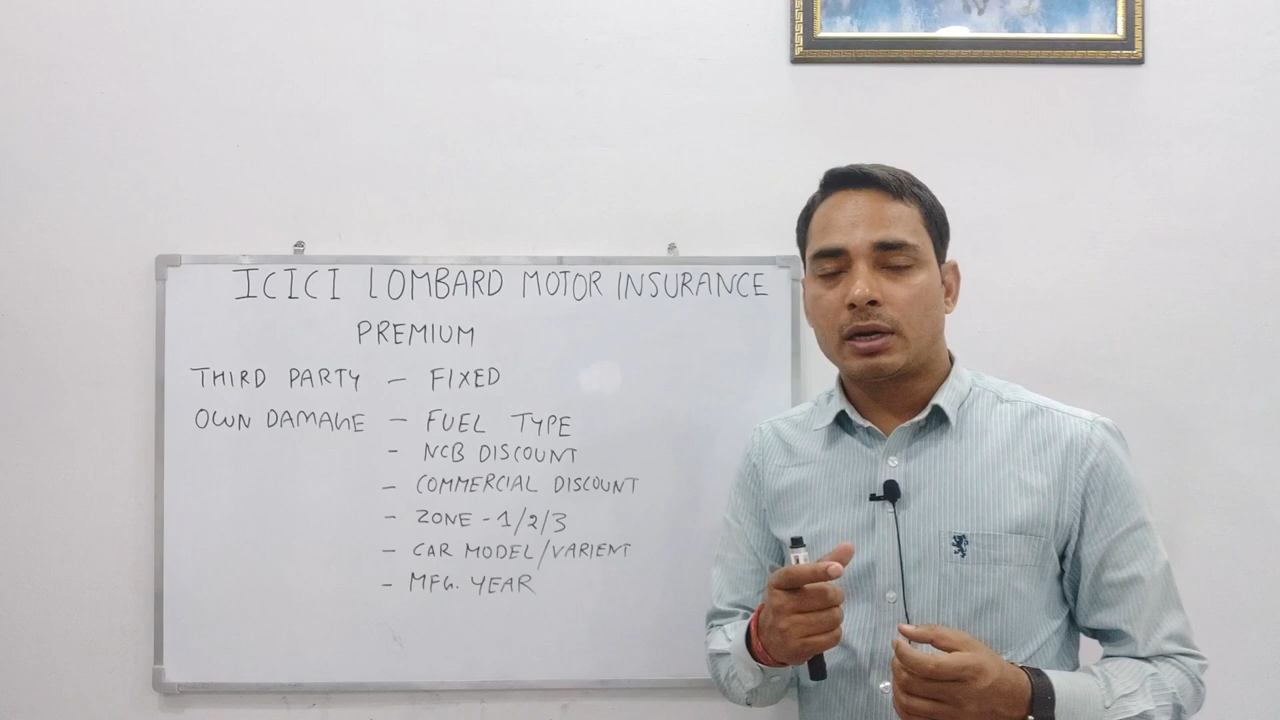 ICICI LOMBARD MOTOR INSURANCE
PREMIUM
THIRD PARTY - FIXED
OWN DAMAGE - FUEL TYPE
- NCB DISCOUNT
- COMMERCIAL DISCOUNT
- ZONE - 1/2/3
- CAR MODEL/VARIENT
- MFG. YEAR